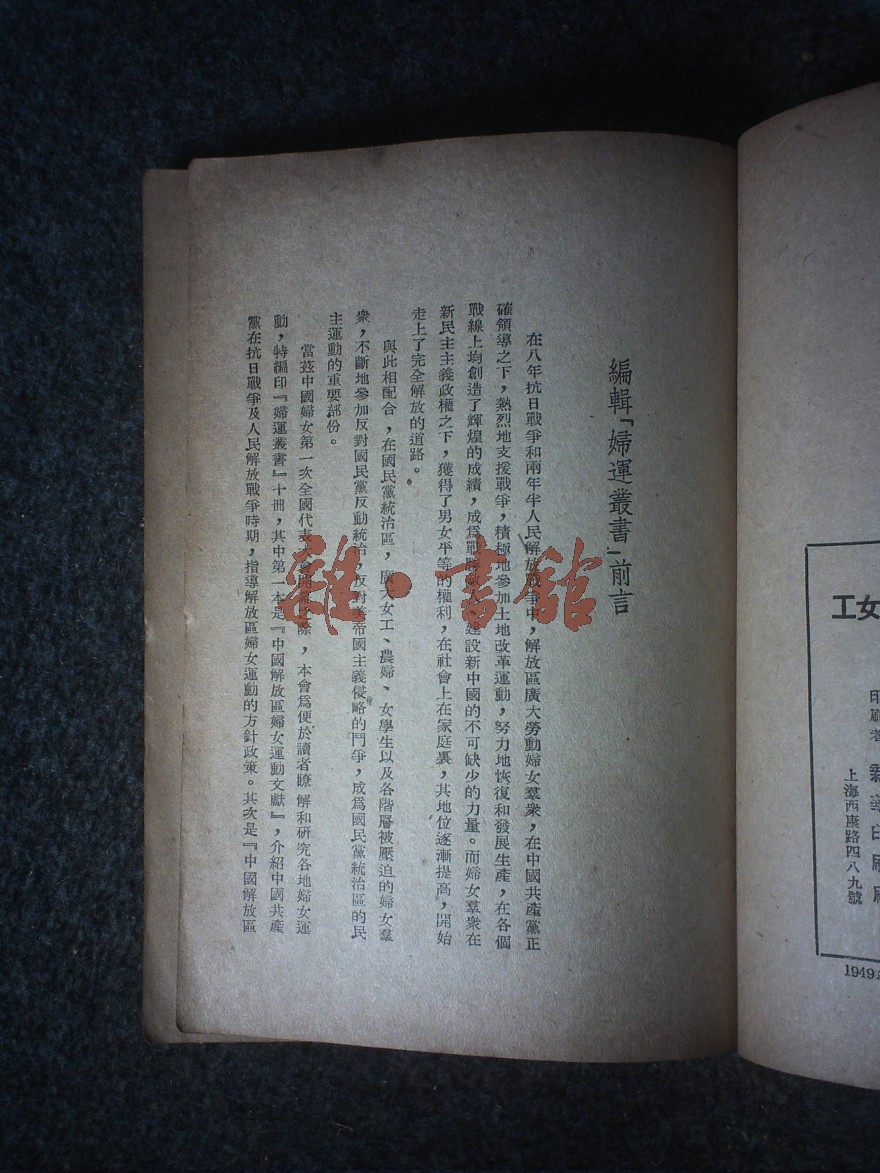 編輯「婦運叢書」前言
在八年抗日戰爭和兩年半人民解放戰爭中，解放區廣大勞動婦女羣衆，在中國共產黨正
確領導之下，熱烈地支援戰爭，積極地參加土地改革運動，努力地恢復和發展生產，在各個
戰線上均創造了輝煌的成績，成爲戰勝敵人，建設新中國的不可缺少的力量。而婦女羣衆在
新民主主義政權之下，獲得了男女平等的權利，在社會上在家庭裏，其地位逐漸提高，開始
走上了完全解放的道路。
與此相配合，在國民黨統治區，廣大女工、農婦、女學生以及各階層被壓迫的婦女羣
衆，不斷地參加反對國民黨反動統治，反對美帝國主義侵略的鬥爭，成爲國民黨統治區的民
主運動的重要部份。
當茲中國婦女第一次全國代表大會開幕之際，本會爲便於讀者瞭解和研究各地婦女運
動，特編印『婦運叢書』十冊，其中第一本是『中國解放區婦女運動文獻』，介紹中國共產
黨在抗日戰爭及人民解放戰爭時期，指導解放區婦女運動的方針政策。其次是『中國解放區
雜·書館
女工
印刷者
新華印刷廠
上海西康路四八九號
1949